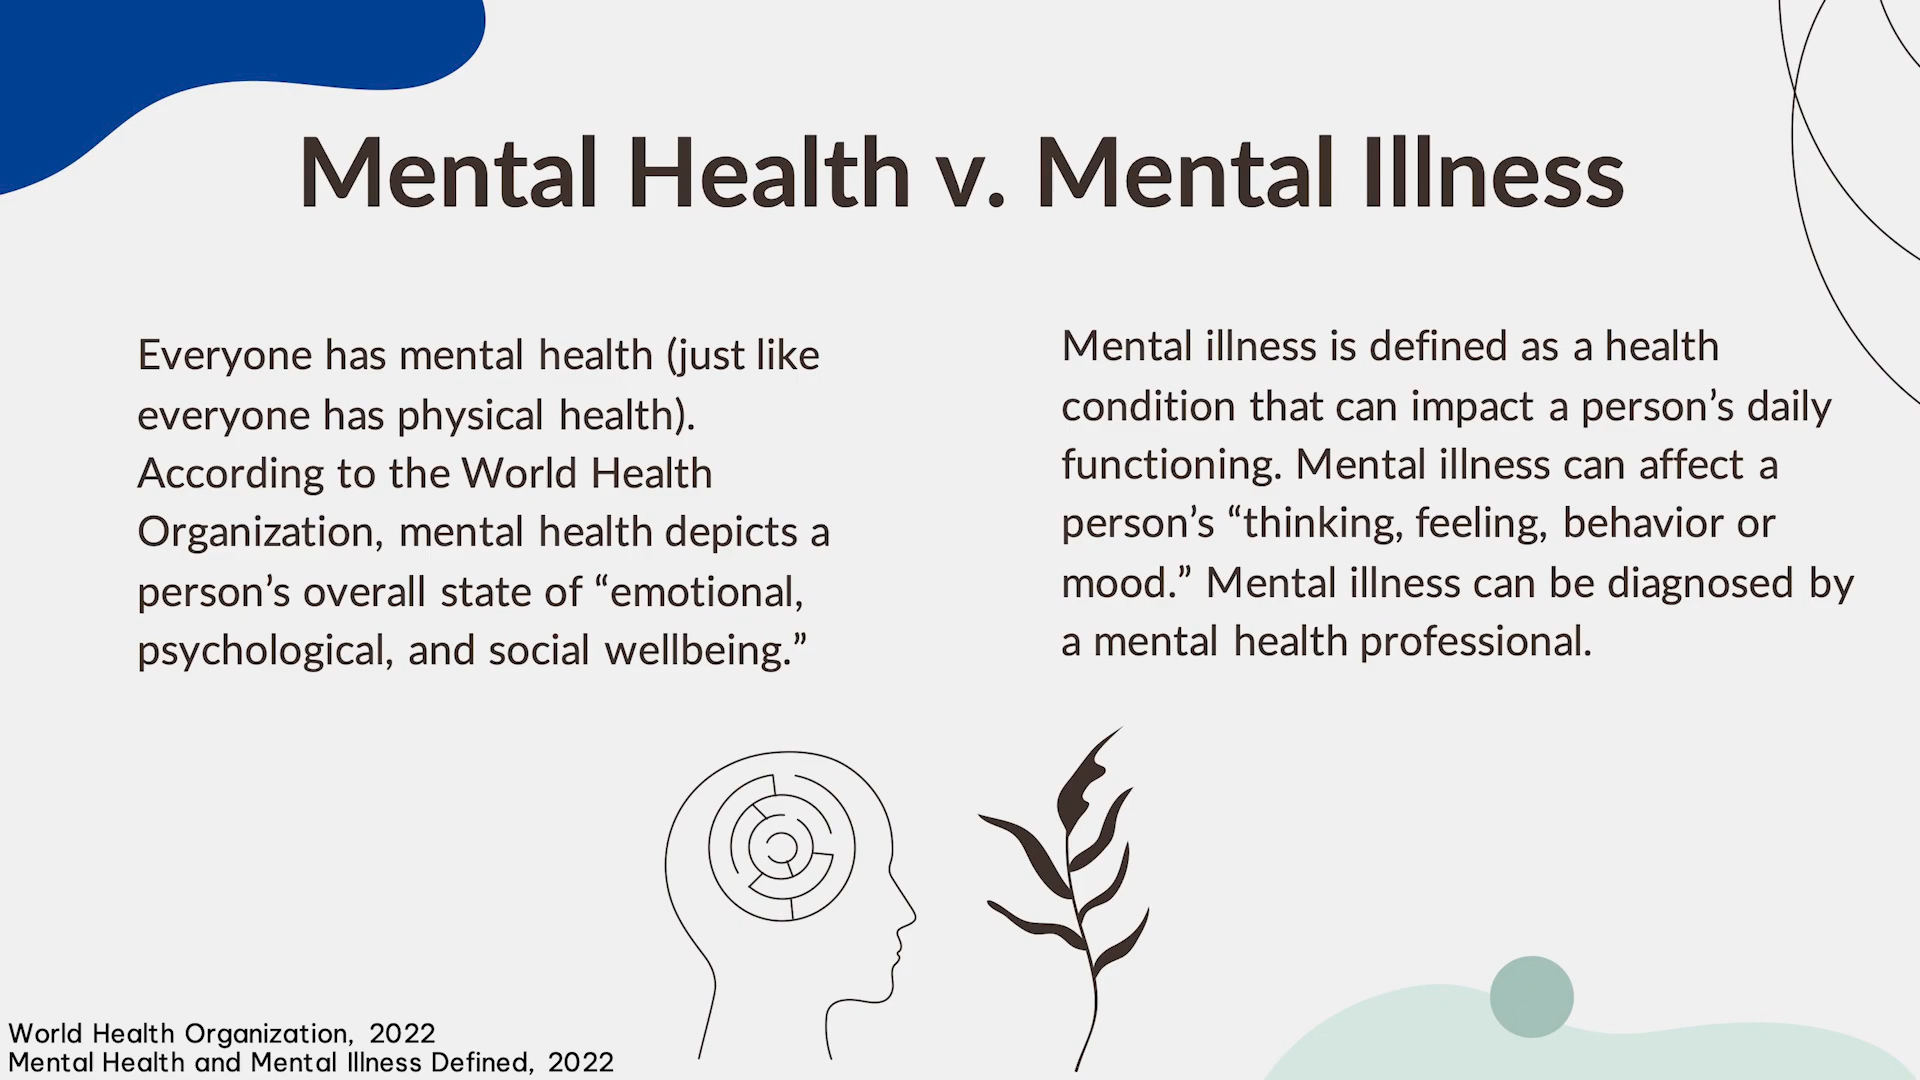 Mental Health v. Mental Illness
Everyone has mental health (just like
everyone has physical health).
According to the World Health
Organization, mental health depicts a
person’s overall state of “emotional,
psychological, and social wellbeing.”
Mental illness is defined as a health
condition that can impact a person’s daily
functioning. Mental illness can affect a
person’s “thinking, feeling, behavior or
mood.” Mental illness can be diagnosed by
a mental health professional.
World Health Organization, 2022
Mental Health and Mental Illness Defined, 2022